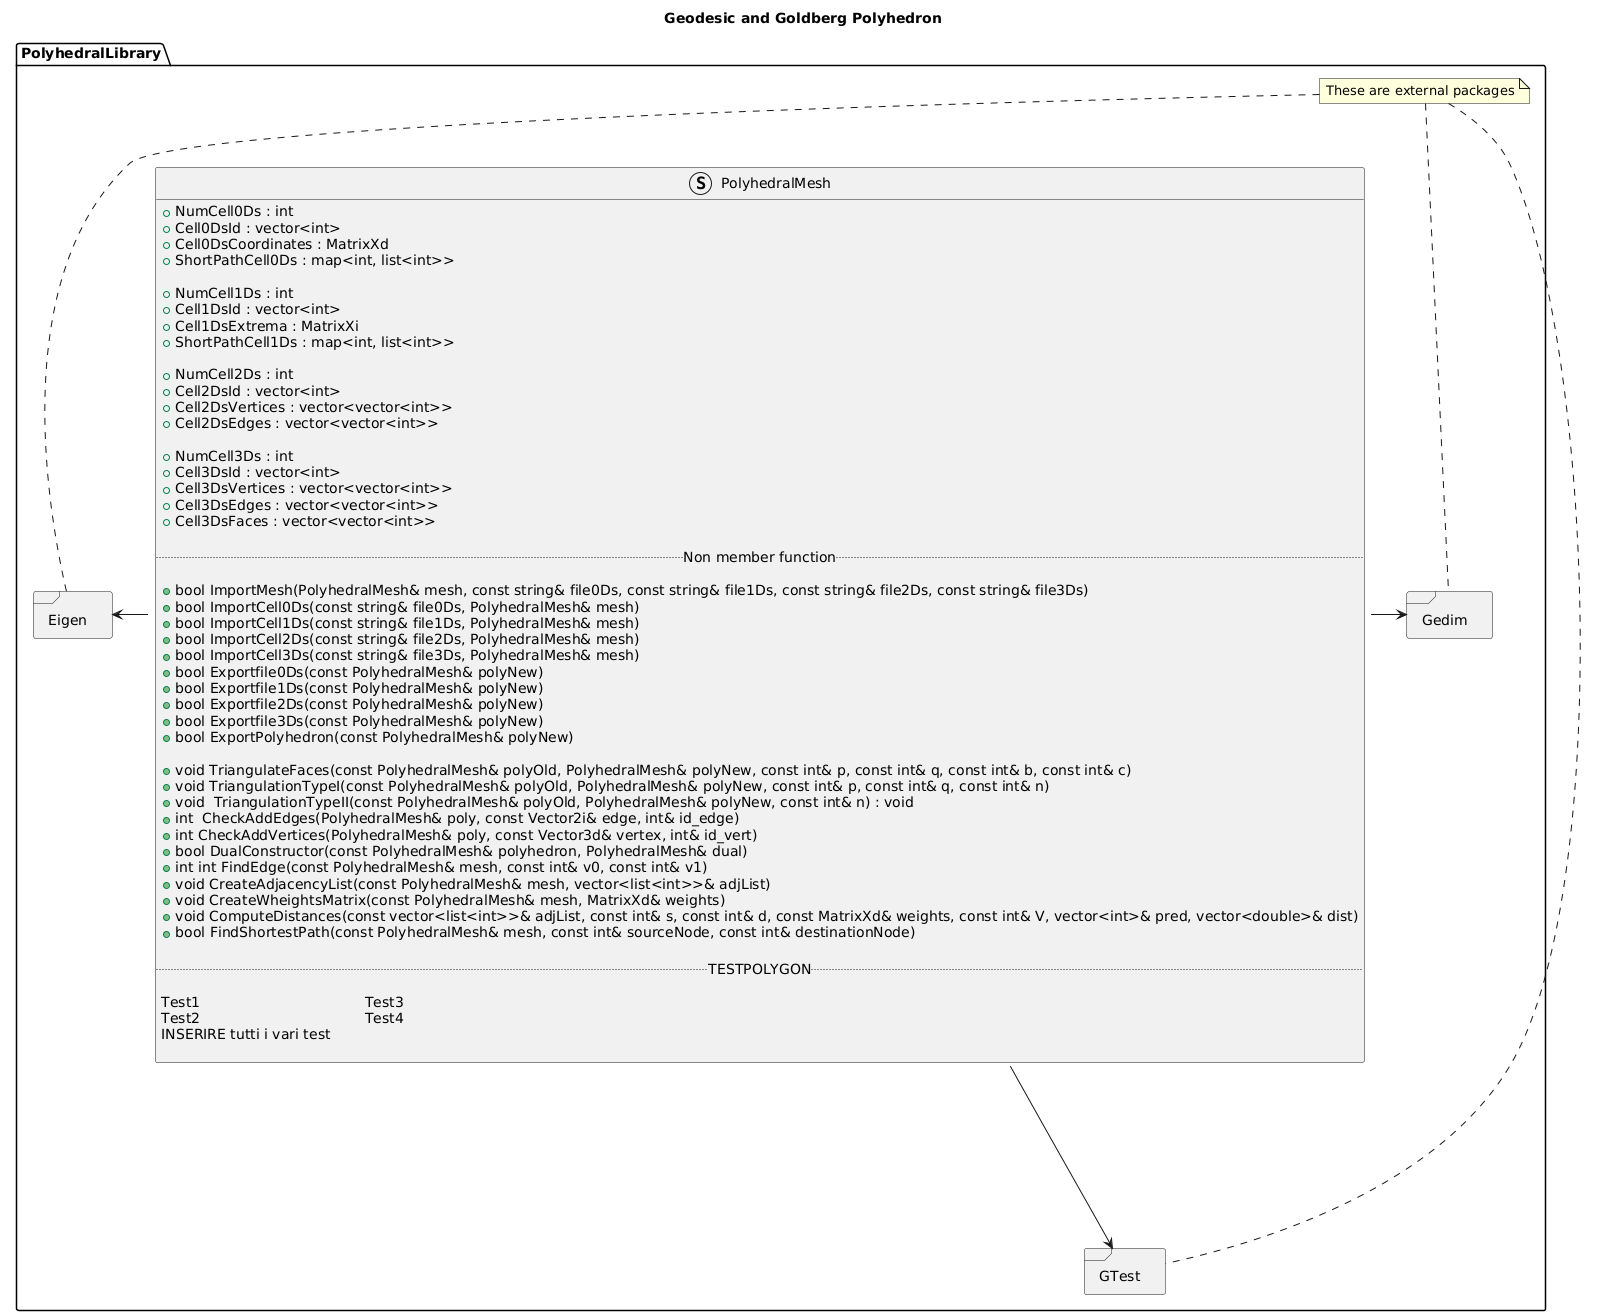 Geodesic and Goldberg Polyhedron
PolyhedralLibrary
These are external packages
S PolyhedralMesh
NumCell0Ds : int
Cell0DsId : vector<int>
Cell0DsCoordinates : MatrixXd
ShortPathCell0Ds : map<int, list<int>>
NumCell1Ds : int
Cell1DsId : vector<int>
Cell1DsExtrema : MatrixXi
ShortPathCell1Ds : map<int, list<int>>
NumCell2Ds : int
Cell2DsId : vector<int>
Cell2DsVertices : vector<vector<int>>
Cell2DsEdges : vector<vector<int>>
NumCell3Ds : int
Cell3DsId : vector<int>
Cell3DsVertices : vector<vector<int>>
Cell3DsEdges : vector<vector<int>>
Cell3DsFaces : vector<vector<int>>
Non member function
bool ImportMesh(PolyhedralMesh& mesh, const string& file0Ds, const string& file1Ds, const string& file2Ds, const string& file3Ds)
bool ImportCell0Ds(const string& file0Ds, PolyhedralMesh& mesh)
bool ImportCell1Ds(const string& file1Ds, PolyhedralMesh& mesh)
bool ImportCell2Ds(const string& file2Ds, PolyhedralMesh& mesh)
bool ImportCell3Ds(const string& file3Ds, PolyhedralMesh& mesh)
bool Exportfile0Ds(const PolyhedralMesh& polyNew)
bool Exportfile1Ds(const PolyhedralMesh& polyNew)
bool Exportfile2Ds(const PolyhedralMesh& polyNew)
bool Exportfile3Ds(const PolyhedralMesh& polyNew)
bool ExportPolyhedron(const PolyhedralMesh& polyNew)
void TriangulateFaces(const PolyhedralMesh& polyOld, PolyhedralMesh& polyNew, const int& p, const int& q, const int& b, const int& c)
void TriangulationTypeI(const PolyhedralMesh& polyOld, PolyhedralMesh& polyNew, const int& p, const int& q, const int& n)
void  TriangulationTypeII(const PolyhedralMesh& polyOld, PolyhedralMesh& polyNew, const int& n) : void
int  CheckAddEdges(PolyhedralMesh& poly, const Vector2i& edge, int& id_edge)
int CheckAddVertices(PolyhedralMesh& poly, const Vector3d& vertex, int& id_vert)
bool DualConstructor(const PolyhedralMesh& polyhedron, PolyhedralMesh& dual)
int int FindEdge(const PolyhedralMesh& mesh, const int& v0, const int& v1)
void CreateAdjacencyList(const PolyhedralMesh& mesh, vector<list<int>>& adjList)
void CreateWheightsMatrix(const PolyhedralMesh& mesh, MatrixXd& weights)
void ComputeDistances(const vector<list<int>>& adjList, const int& s, const int& d, const MatrixXd& weights, const int& V, vector<int>& pred, vector<double>& dist)
bool FindShortestPath(const PolyhedralMesh& mesh, const int& sourceNode, const int& destinationNode)
TESTPOLYGON
Test1 Test3
Test2 Test4
INSERIRE tutti i vari test
Eigen
Gedim
GTest